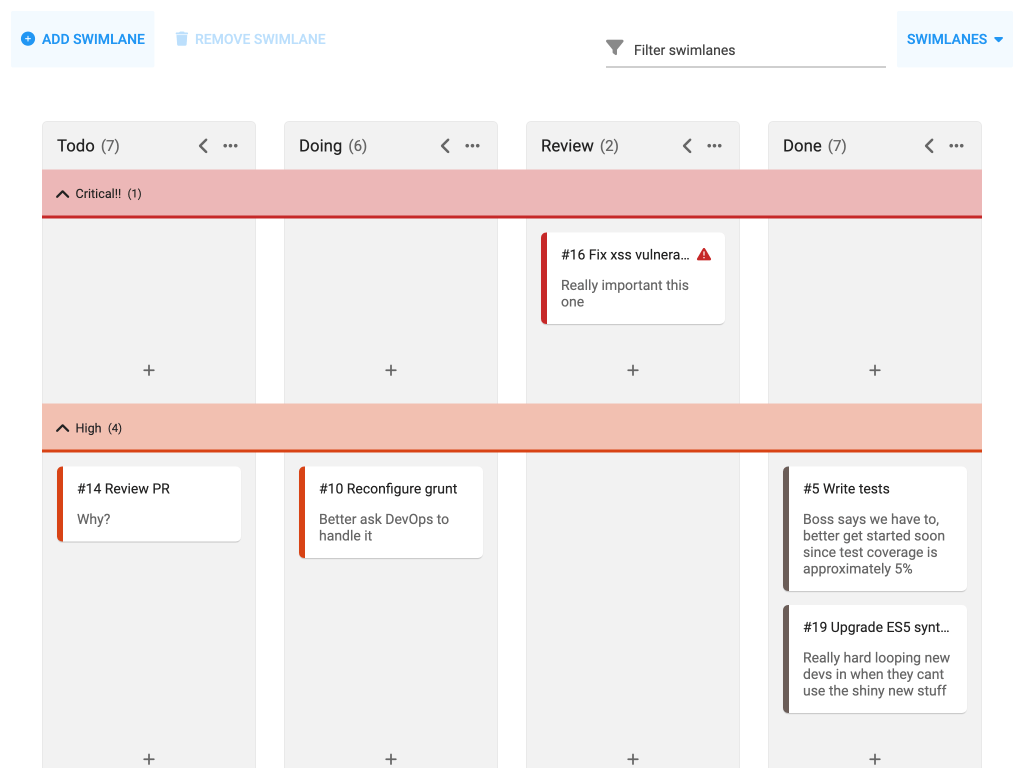 ADD SWIMLANE
REMOVE SWIMLANE
Filter swimlanes
SWIMLANES
Todo (7)
Doing (6)
Review (2)
Done (7)
Critical!! (1)
#16 Fix xss vulnera...
Really important this
one
High (4)
#14 Review PR
Why?
#10 Reconfigure grunt
Better ask DevOps to
handle it
#5 Write tests
Boss says we have to,
better get started soon
since test coverage is
approximately 5%
#19 Upgrade ES5 synt...
Really hard looping new
devs in when they cant
use the shiny new stuff